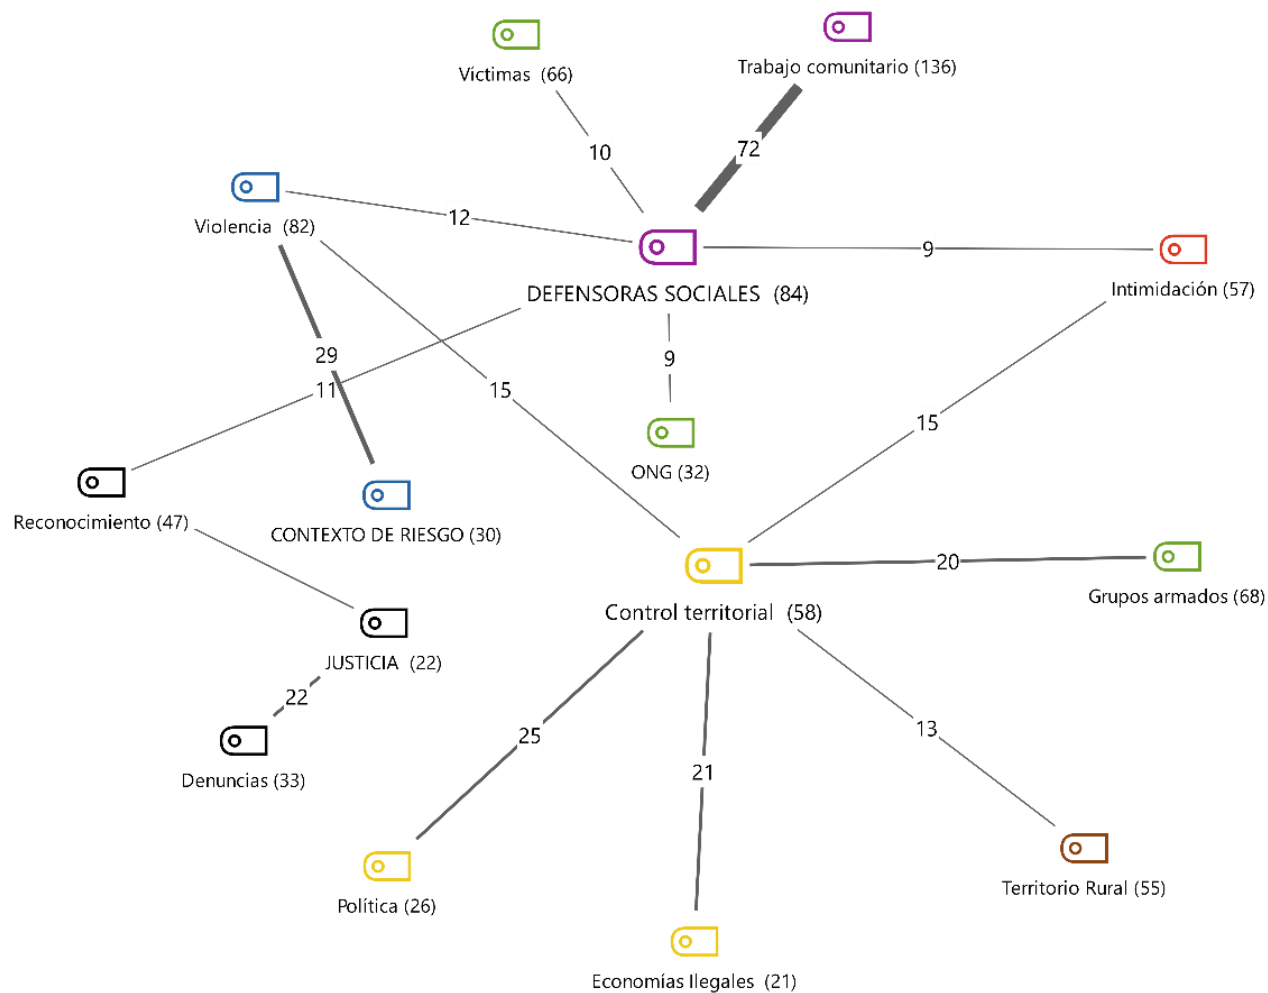 Trabajo comunitario (136)
Víctimas (66)
72
10
Violencia (82)
12
9
Intimidación (57)
DEFENSORAS SOCIALES (84)
29
9
11
15
15
ONG (32)
Reconocimiento (47)
CONTEXTO DE RIESGO (30)
20
Grupos armados (68)
Control territorial (58)
JUSTICIA (22)
22
25
13
21
Denuncias (33)
Política (26)
Territorio Rural (55)
Economías Ilegales (21)